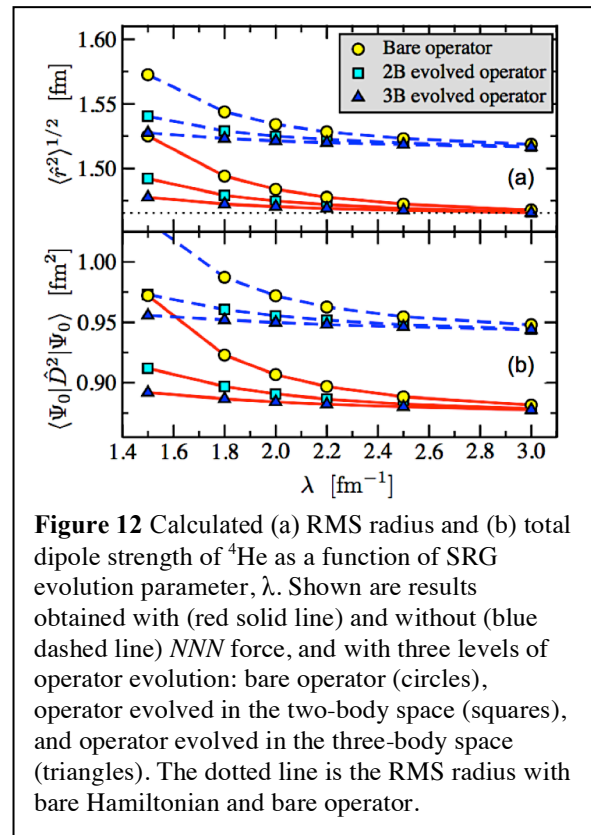 1.60
1.55
1.50
⟨r̂²⟩¹ᐟ² [fm]
Bare operator
2B evolved operator
3B evolved operator
(a)
1.00
0.95
0.90
⟨Ψ₀|D̂²|Ψ₀⟩ [fm²]
(b)
1.4 1.6 1.8 2.0 2.2 2.4 2.6 2.8 3.0
λ [fm⁻¹]
Figure 12 Calculated (a) RMS radius and (b) total
dipole strength of ⁴He as a function of SRG
evolution parameter, λ. Shown are results
obtained with (red solid line) and without (blue
dashed line) NNN force, and with three levels of
operator evolution: bare operator (circles),
operator evolved in the two-body space (squares),
and operator evolved in the three-body space
(triangles). The dotted line is the RMS radius with
bare Hamiltonian and bare operator.